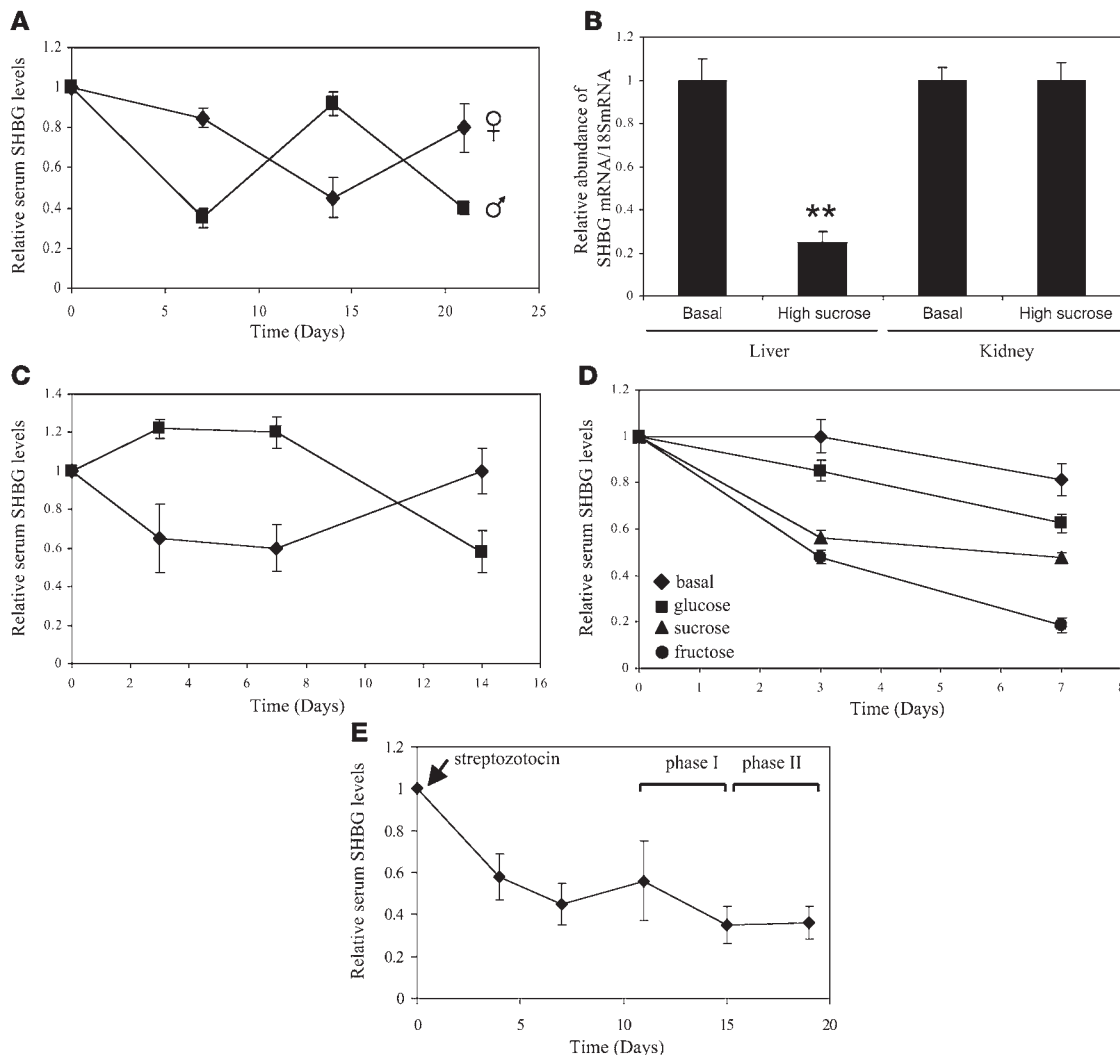 A
Relative serum SHBG levels
1.2
1
0.8
0.6
0.4
0.2
0
0
5
10
15
20
25
♀
♂
Time (Days)
B
Relative abundance of
SHBG mRNA/18SmRNA
1.2
1
0.8
0.6
0.4
0.2
0
**
Basal
High sucrose
Basal
High sucrose
Liver
Kidney
C
Relative serum SHBG levels
1.4
1.2
1
0.8
0.6
0.4
0.2
0
0
2
4
6
8
10
12
14
16
Time (Days)
D
Relative serum SHBG levels
1.2
1
0.8
0.6
0.4
0.2
0
basal
glucose
sucrose
fructose
0
1
2
3
4
5
6
7
8
Time (Days)
E
Relative serum SHBG levels
1.2
1
0.8
0.6
0.4
0.2
0
streptozotocin
phase I
phase II
0
5
10
15
20
Time (Days)